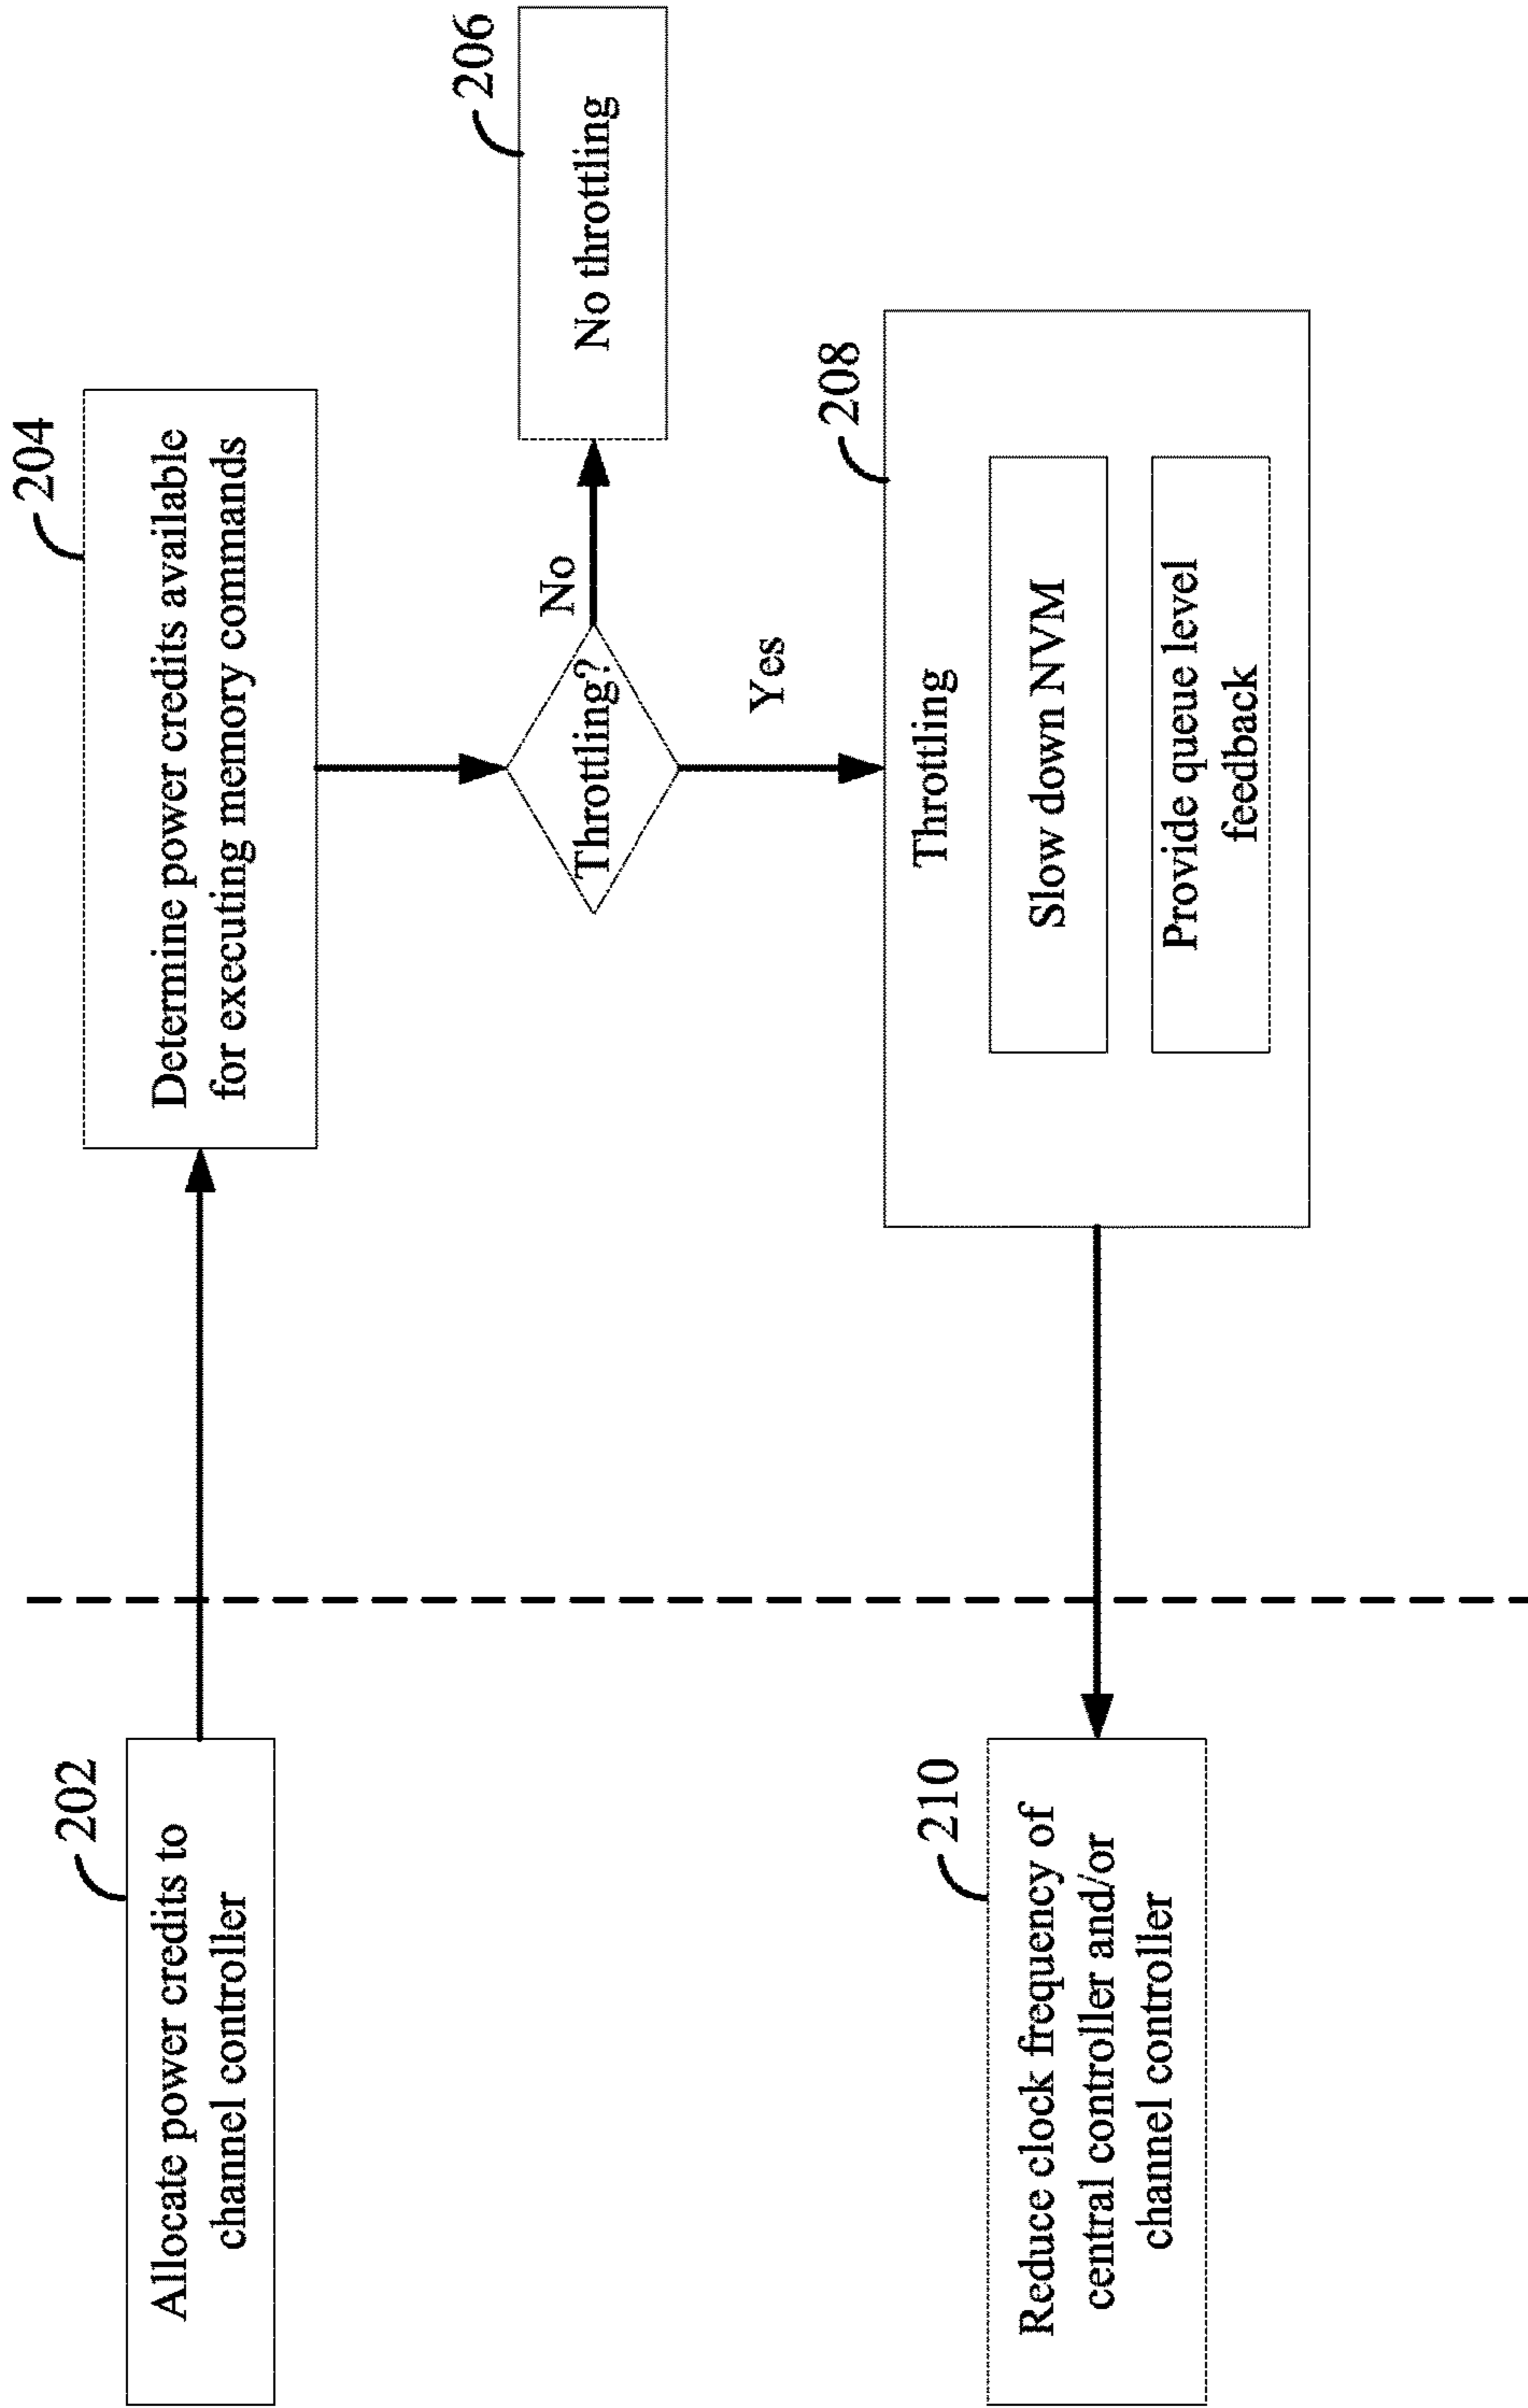 202
Allocate power credits to
channel controller
204
Determine power credits available
for executing memory commands
Throttling?
No
206
No throttling
Yes
208
Throttling
Slow down NVM
Provide queue level
feedback
210
Reduce clock frequency of
central controller and/or
channel controller